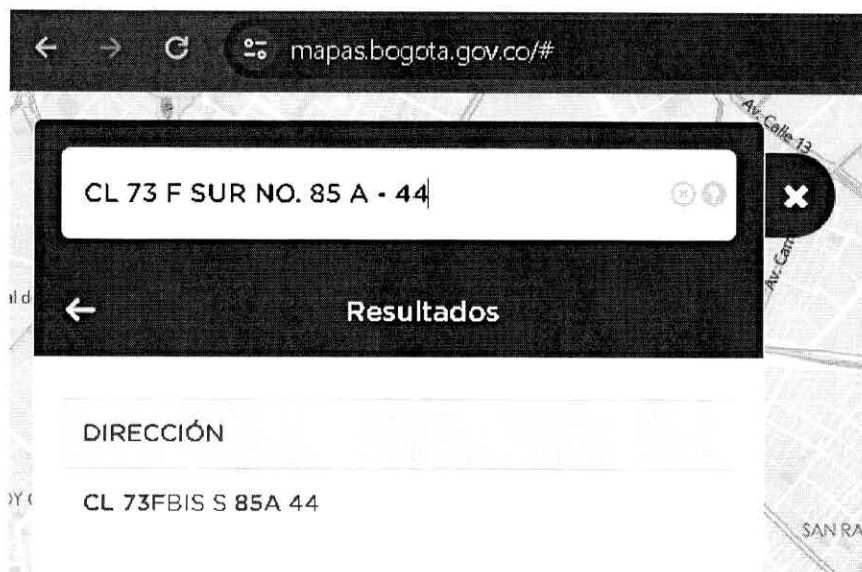 mapas.bogota.gov.co/#
Av. Calle 13
CL 73 F SUR NO. 85 A - 44
Resultados
DIRECCIÓN
CL 73FBIS S 85A 44
SAN RA